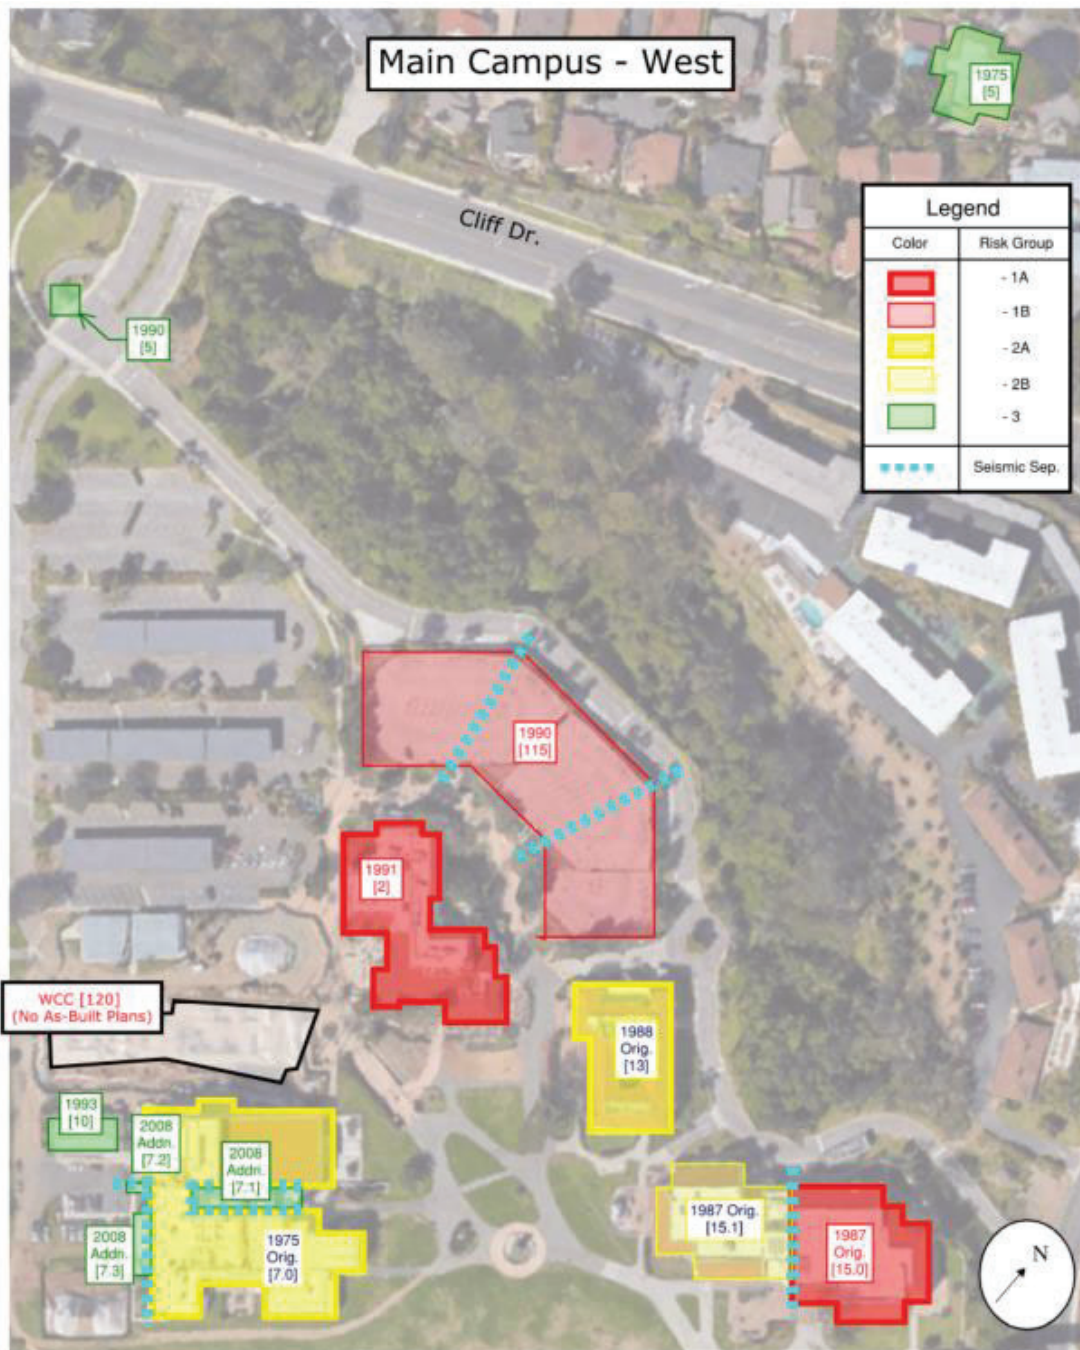 Main Campus - West
1975
[5]
Legend
Color
Risk Group
- 1A
- 1B
- 2A
- 2B
- 3
Seismic Sep.
Cliff Dr.
1990
[5]
1990
[115]
1991
[2]
WCC [120]
(No As-Built Plans)
1988
Orig.
[13]
1993
[10]
2008
Addn.
[7.2]
2008
Addn.
[7.1]
2008
Addn.
[7.3]
1975
Orig.
[7.0]
1987 Orig.
[15.1]
1987
Orig.
[15.0]
N